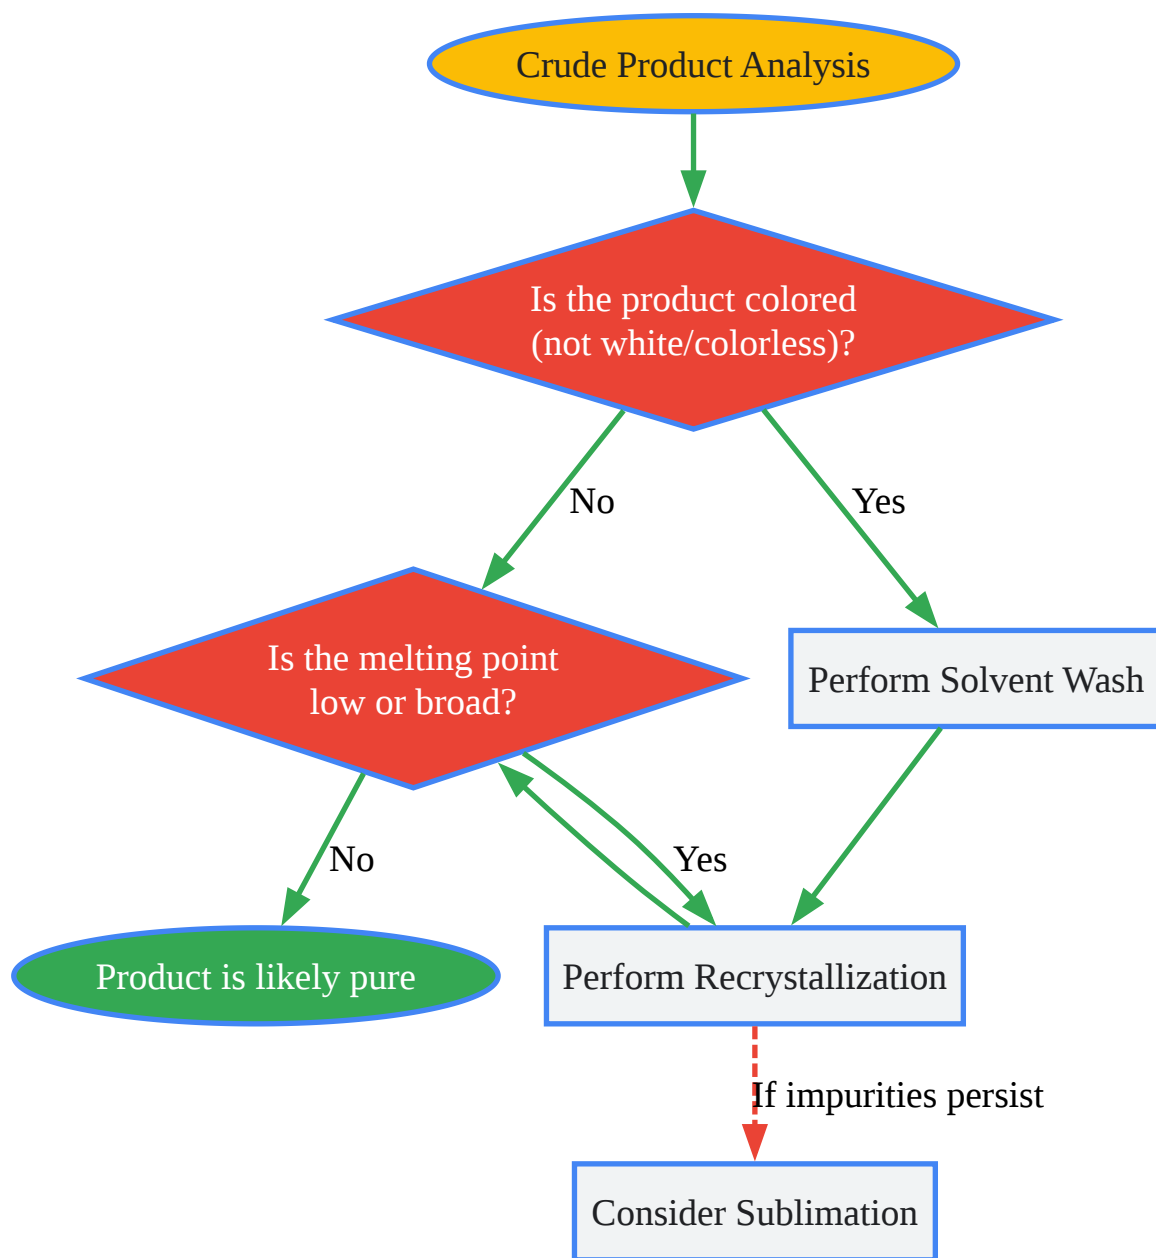 Crude Product Analysis
Is the product colored
(not white/colorless)?
No
Yes
Is the melting point
low or broad?
Perform Solvent Wash
No
Yes
Product is likely pure
Perform Recrystallization
If impurities persist
Consider Sublimation